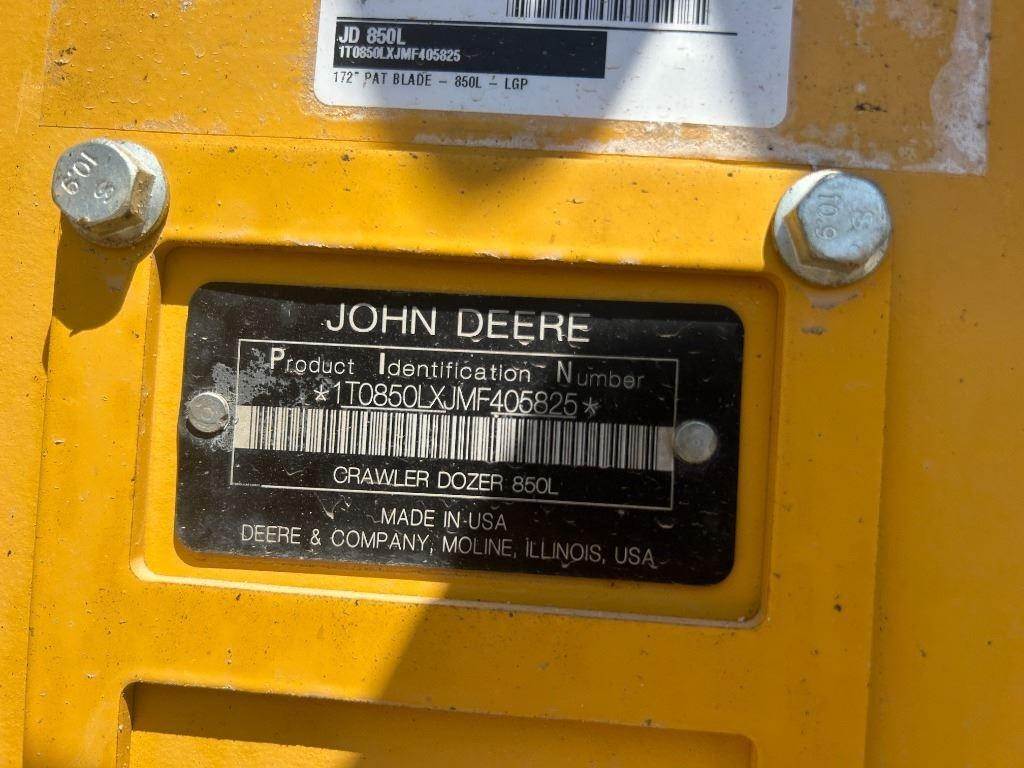 JD 850L
1T0850LXJMF405825
172" PAT BLADE - 850L - LGP
10.9
S
10.9
S
JOHN DEERE
Product Identification Number
*1T0850LXJMF405825*
CRAWLER DOZER 850L
MADE IN USA
DEERE & COMPANY, MOLINE, ILLINOIS, USA